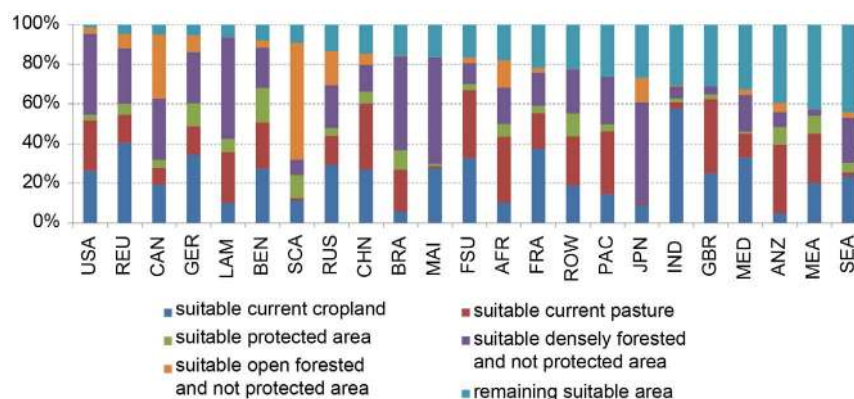 100%
80%
60%
40%
20%
0%
USA REU CAN GER LAM BEN SCA RUS CHN BRA MAI FSU AFR FRA ROW PAC JPN IND GBR MED ANZ MEA SEA
suitable current cropland
suitable current pasture
suitable protected area
suitable densely forested
and not protected area
suitable open forested
and not protected area
remaining suitable area